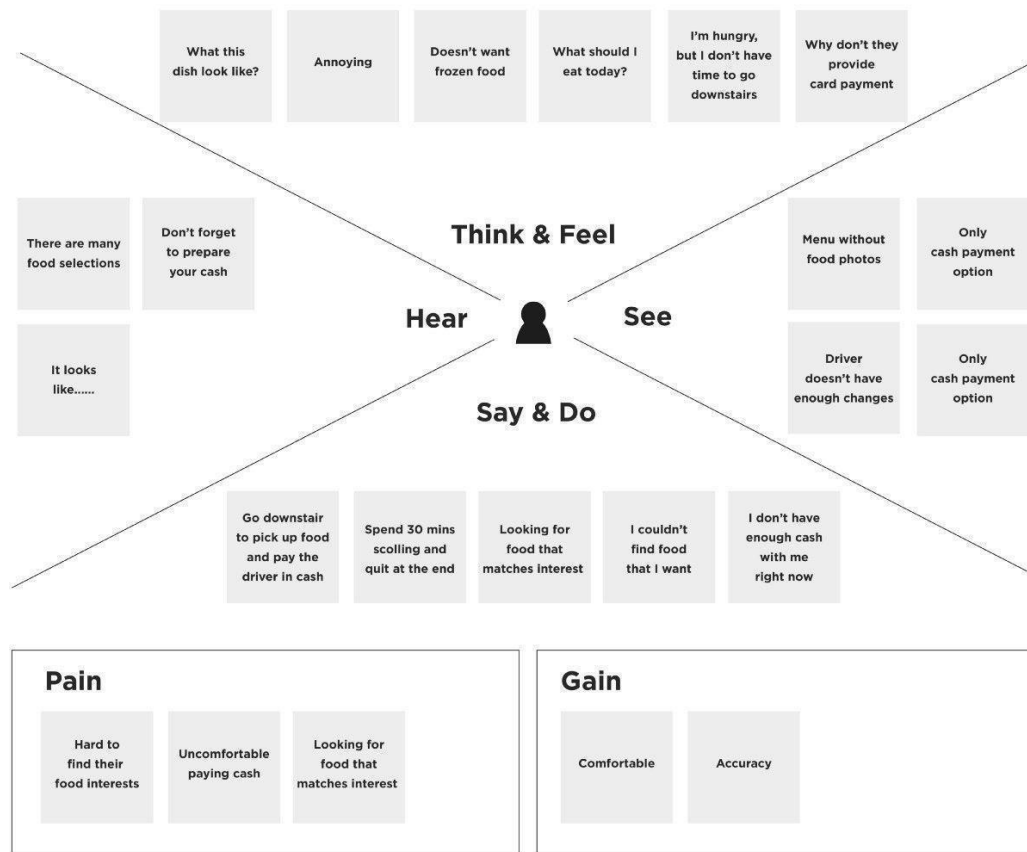 What this
dish look like?
Annoying
Doesn't want
frozen food
What should I
eat today?
I'm hungry,
but I don't have
time to go
downstairs
Why don't they
provide
card payment
Think & Feel
There are many
food selections
Don't forget
to prepare
your cash
It looks
like......
Hear
See
Menu without
food photos
Only
cash payment
option
Driver
doesn't have
enough changes
Only
cash payment
option
Say & Do
Go downstair
to pick up food
and pay the
driver in cash
Spend 30 mins
scolling and
quit at the end
Looking for
food that
matches interest
I couldn't
find food
that I want
I don't have
enough cash
with me
right now
Pain
Hard to
find their
food interests
Uncomfortable
paying cash
Looking for
food that
matches interest
Gain
Comfortable
Accuracy